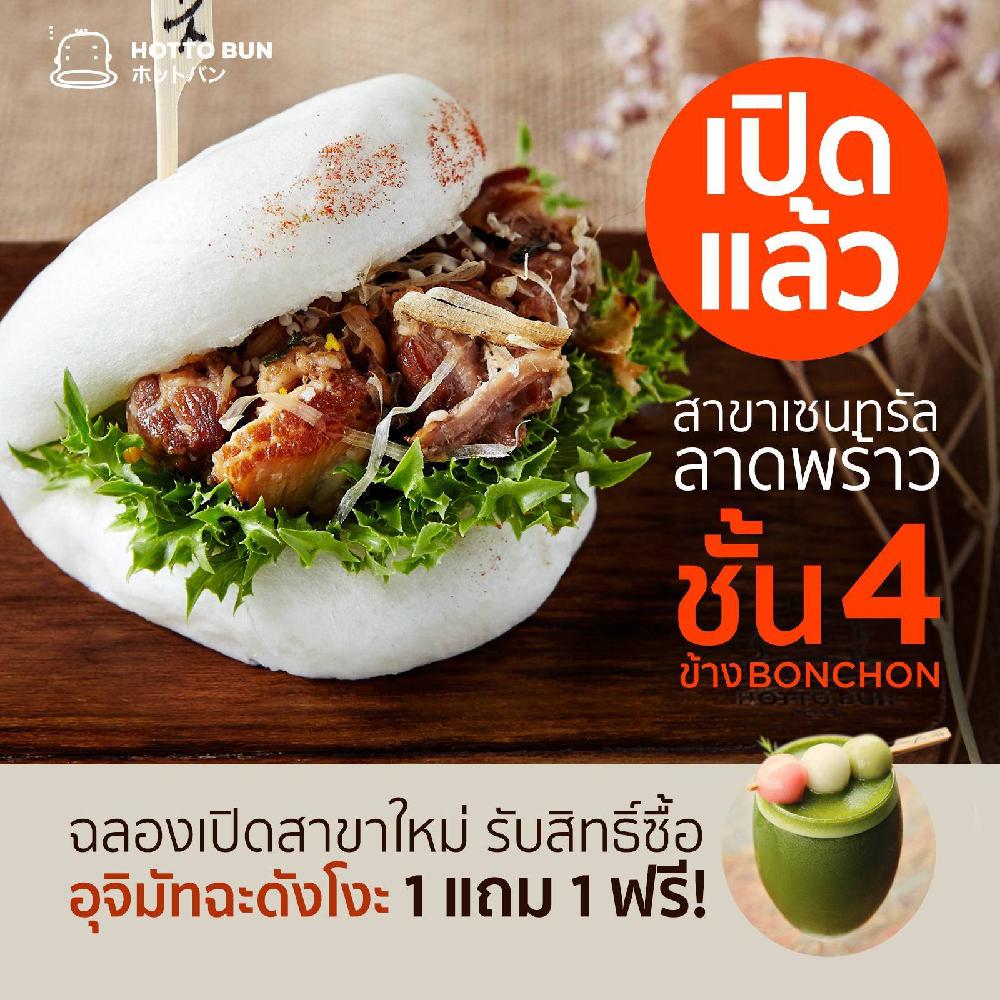 HOTTO BUN
ホットバン
เปิด
แล้ว
สาขาเซนทรัล
ลาดพร้าว
ชั้น 4
ข้าง BONCHON
ฉลองเปิดสาขาใหม่ รับสิทธิ์ซื้อ
อุจิมัทฉะดังโงะ 1 แถม 1 ฟรี!